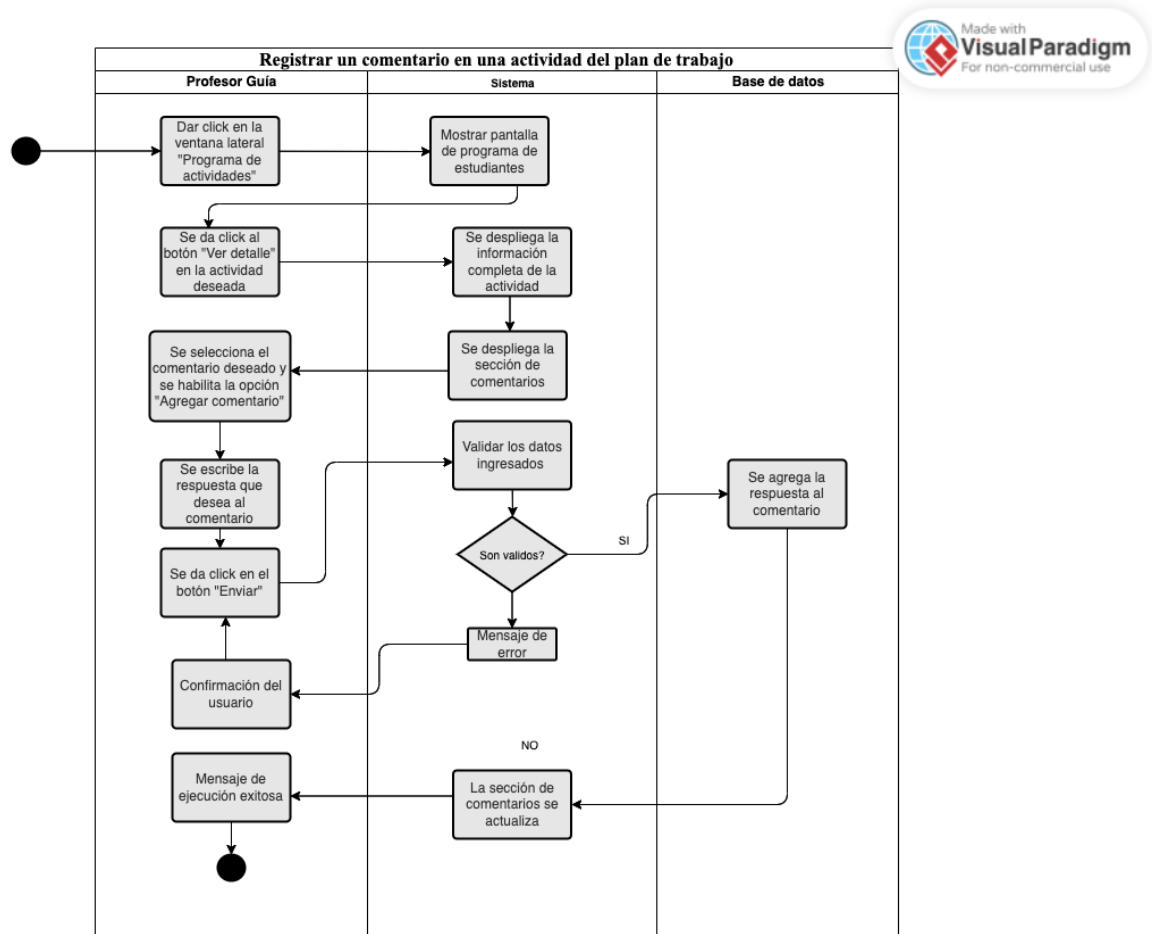 Made with
Visual Paradigm
For non-commercial use
Registrar un comentario en una actividad del plan de trabajo
Profesor Guía
Sistema
Base de datos
Dar click en la
ventana lateral
"Programa de
actividades"
Mostrar pantalla
de programa de
estudiantes
Se da click al
botón "Ver detalle"
en la actividad
deseada
Se despliega la
información
completa de la
actividad
Se despliega la
sección de
comentarios
Se selecciona el
comentario deseado y
se habilita la opción
"Agregar comentario"
Se escribe la
respuesta que
desea al
comentario
Se da click en el
botón "Enviar"
Validar los datos
ingresados
Son validos?
SI
Se agrega la
respuesta al
comentario
Mensaje de
error
Confirmación del
usuario
NO
La sección de
comentarios se
actualiza
Mensaje de
ejecución exitosa